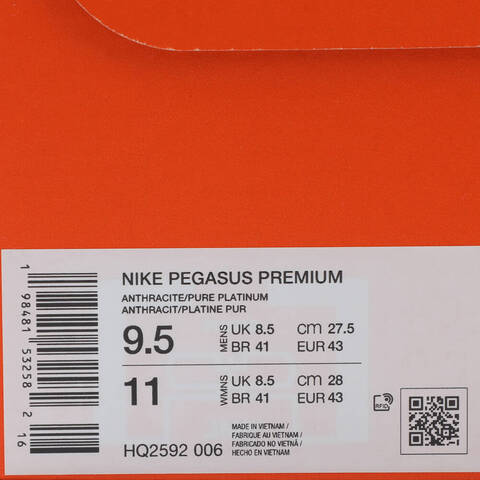 NIKE PEGASUS PREMIUM
ANTHRACITE/PURE PLATINUM
ANTHRACIT/PLATINE PUR
9.5 MENS UK 8.5 CM 27.5
BR 41 EUR 43
11 WMNS UK 8.5 CM 28
BR 41 EUR 43
HQ2592 006
MADE IN VIETNAM /
FABRIQUE AU VIETNAM /
FABRICADO NO VIETNÃ /
HECHO EN VIETNAM
RFID
1 98481 53258 2 16